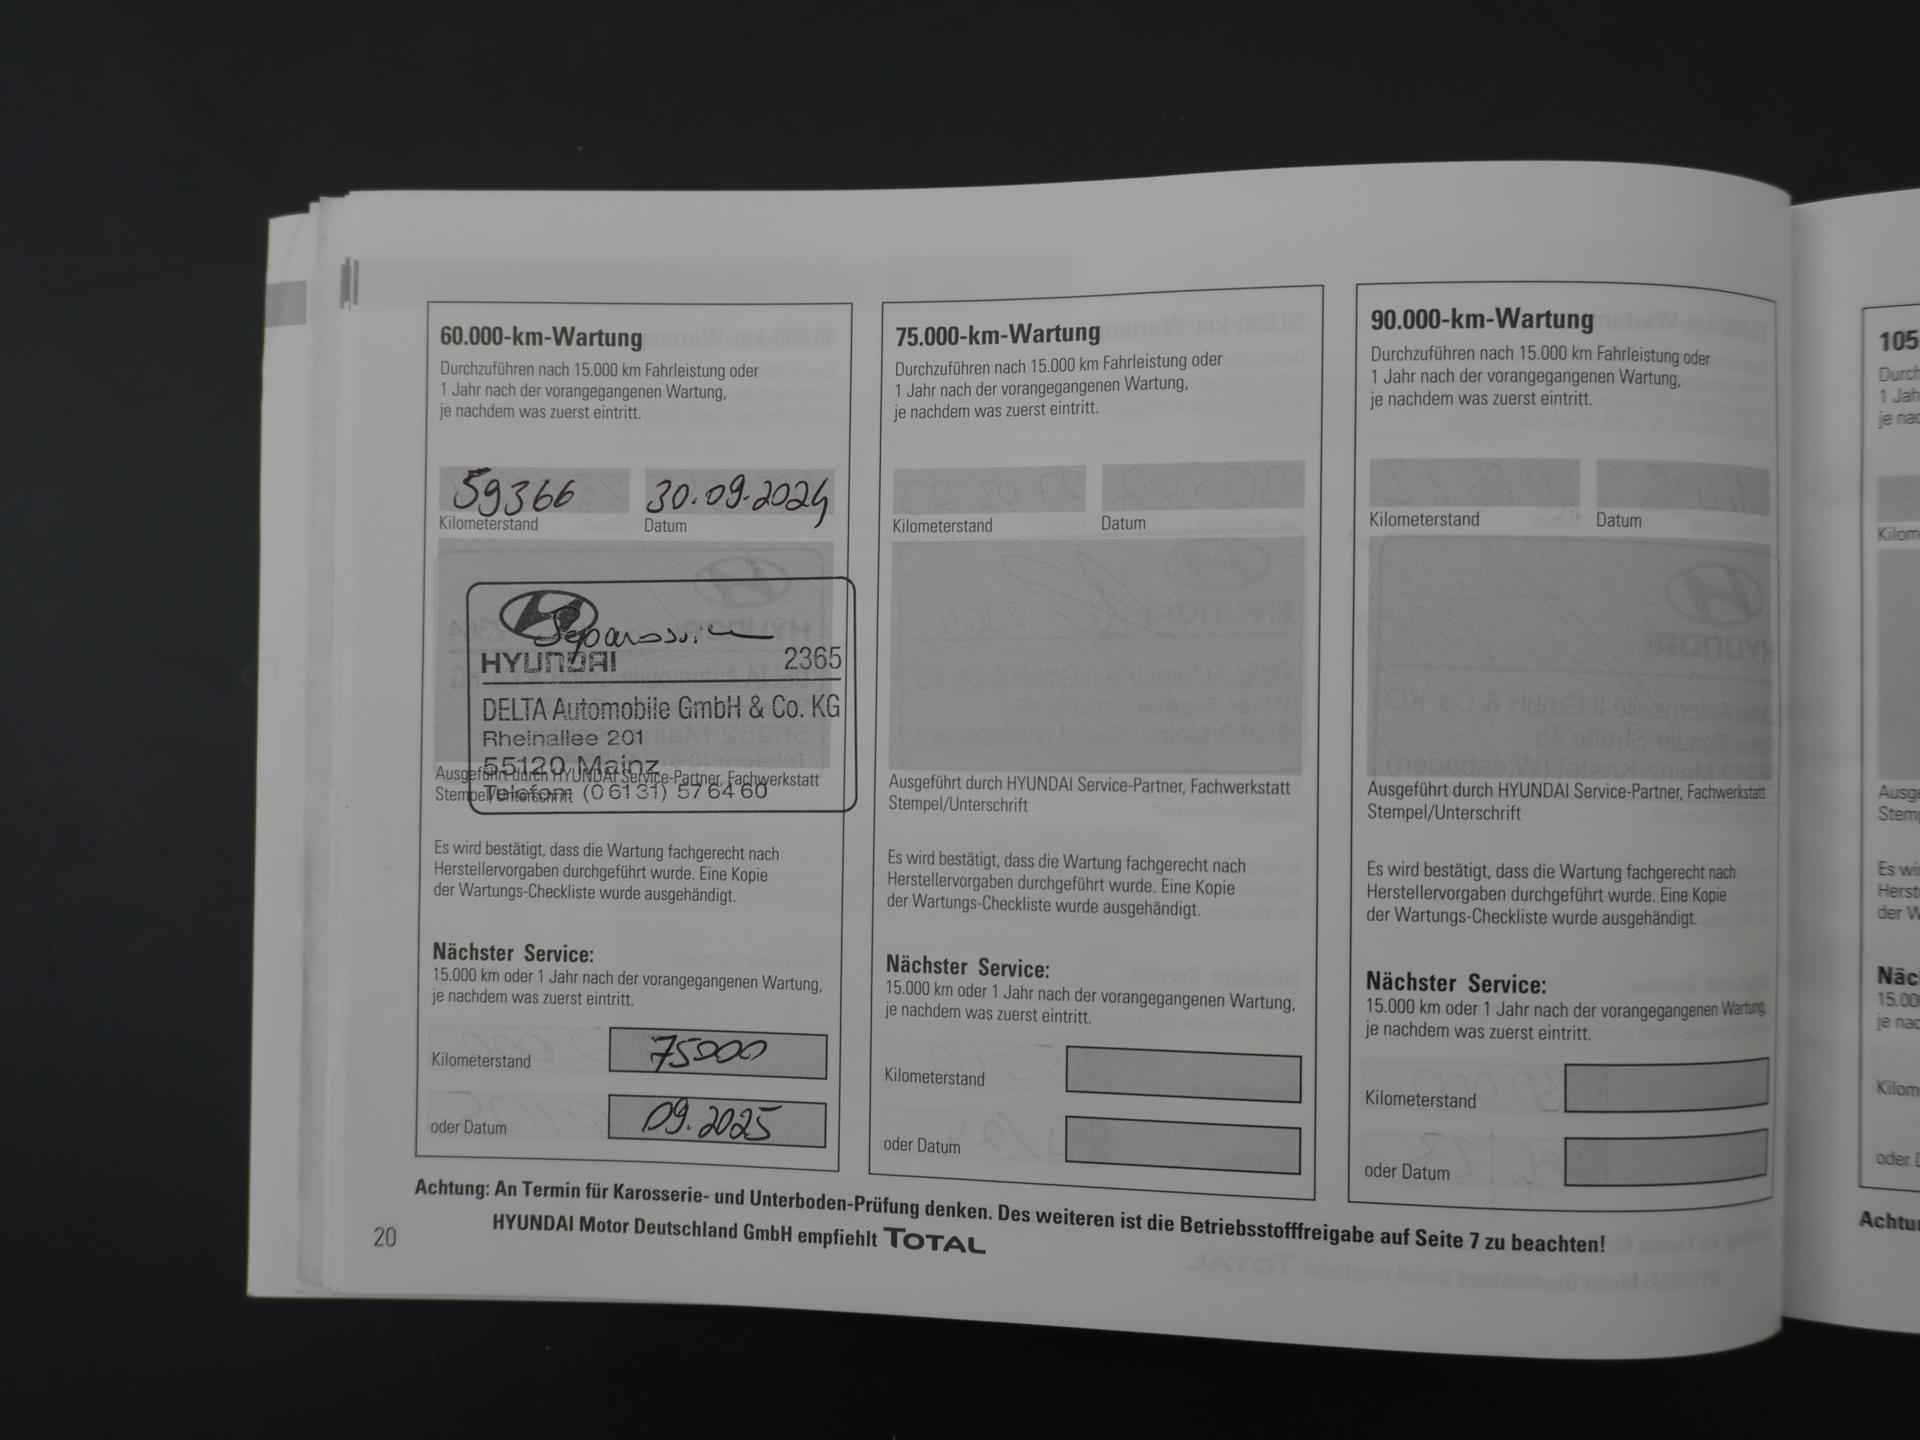 60.000-km-Wartung
Durchzuführen nach 15.000 km Fahrleistung oder
1 Jahr nach der vorangegangenen Wartung,
je nachdem was zuerst eintritt.
59366 30.09.2024
Kilometerstand Datum
HYUNDAI 2365
DELTA Automobile GmbH & Co. KG
Rheinallee 201
55120 Mainz
Telefon: (0 61 31) 57 64 60
Ausgeführt durch HYUNDAI Service-Partner, Fachwerkstatt
Stempel/Unterschrift
Es wird bestätigt, dass die Wartung fachgerecht nach
Herstellervorgaben durchgeführt wurde. Eine Kopie
der Wartungs-Checkliste wurde ausgehändigt.
Nächster Service:
15.000 km oder 1 Jahr nach der vorangegangenen Wartung,
je nachdem was zuerst eintritt.
Kilometerstand 75000
oder Datum 09.2025
75.000-km-Wartung
Durchzuführen nach 15.000 km Fahrleistung oder
1 Jahr nach der vorangegangenen Wartung,
je nachdem was zuerst eintritt.
Kilometerstand Datum
Ausgeführt durch HYUNDAI Service-Partner, Fachwerkstatt
Stempel/Unterschrift
Es wird bestätigt, dass die Wartung fachgerecht nach
Herstellervorgaben durchgeführt wurde. Eine Kopie
der Wartungs-Checkliste wurde ausgehändigt.
Nächster Service:
15.000 km oder 1 Jahr nach der vorangegangenen Wartung,
je nachdem was zuerst eintritt.
Kilometerstand
oder Datum
90.000-km-Wartung
Durchzuführen nach 15.000 km Fahrleistung oder
1 Jahr nach der vorangegangenen Wartung,
je nachdem was zuerst eintritt.
Kilometerstand Datum
Ausgeführt durch HYUNDAI Service-Partner, Fachwerkstatt
Stempel/Unterschrift
Es wird bestätigt, dass die Wartung fachgerecht nach
Herstellervorgaben durchgeführt wurde. Eine Kopie
der Wartungs-Checkliste wurde ausgehändigt.
Nächster Service:
15.000 km oder 1 Jahr nach der vorangegangenen Wartung,
je nachdem was zuerst eintritt.
Kilometerstand
oder Datum
Achtung: An Termin für Karosserie- und Unterboden-Prüfung denken. Des weiteren ist die Betriebsstofffreigabe auf Seite 7 zu beachten!
HYUNDAI Motor Deutschland GmbH empfiehlt TOTAL
20
105
1 Jah